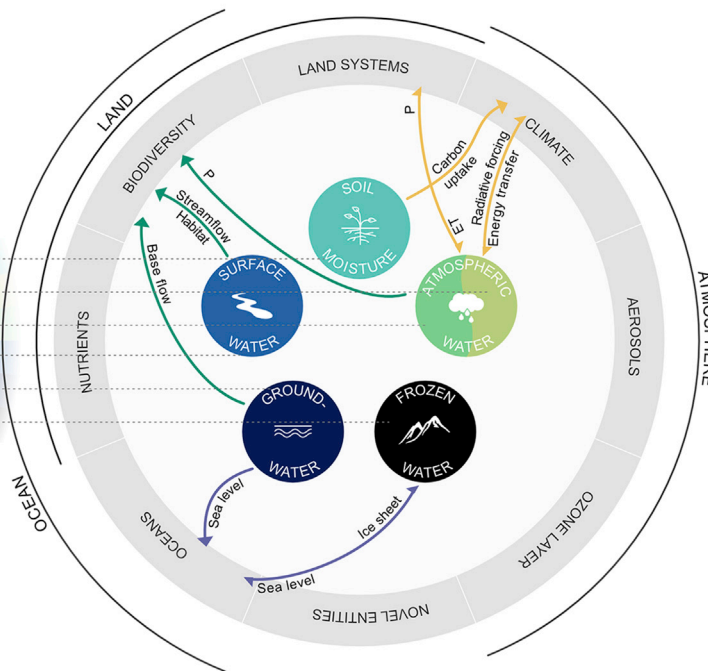 LAND SYSTEMS
CLIMATE
AEROSOLS
OZONE LAYER
NOVEL ENTITIES
OCEANS
NUTRIENTS
BIODIVERSITY
LAND
OCEAN
ATMOSPHERE
P
Carbon
uptake
Radiative forcing
Energy transfer
ET
P
Streamflow
Habitat
Base flow
SOIL
MOISTURE
SURFACE
WATER
ATMOSPHERIC
WATER
GROUND-
WATER
FROZEN
WATER
Sea level
Ice sheet
Sea level